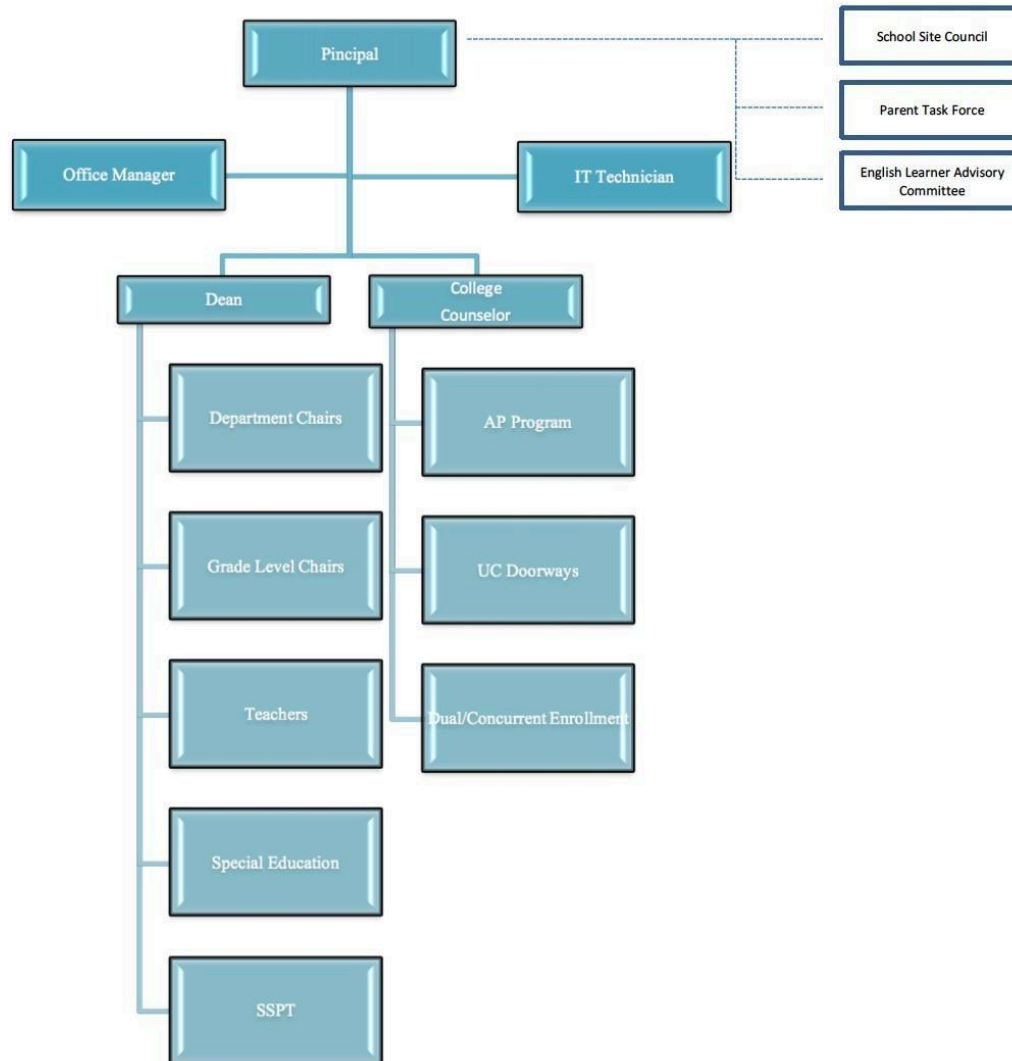 Pincipal
School Site Council
Parent Task Force
English Learner Advisory
Committee
Office Manager
IT Technician
Dean
College
Counselor
Department Chairs
AP Program
Grade Level Chairs
UC Doorways
Teachers
Dual/Concurrent Enrollment
Special Education
SSPT